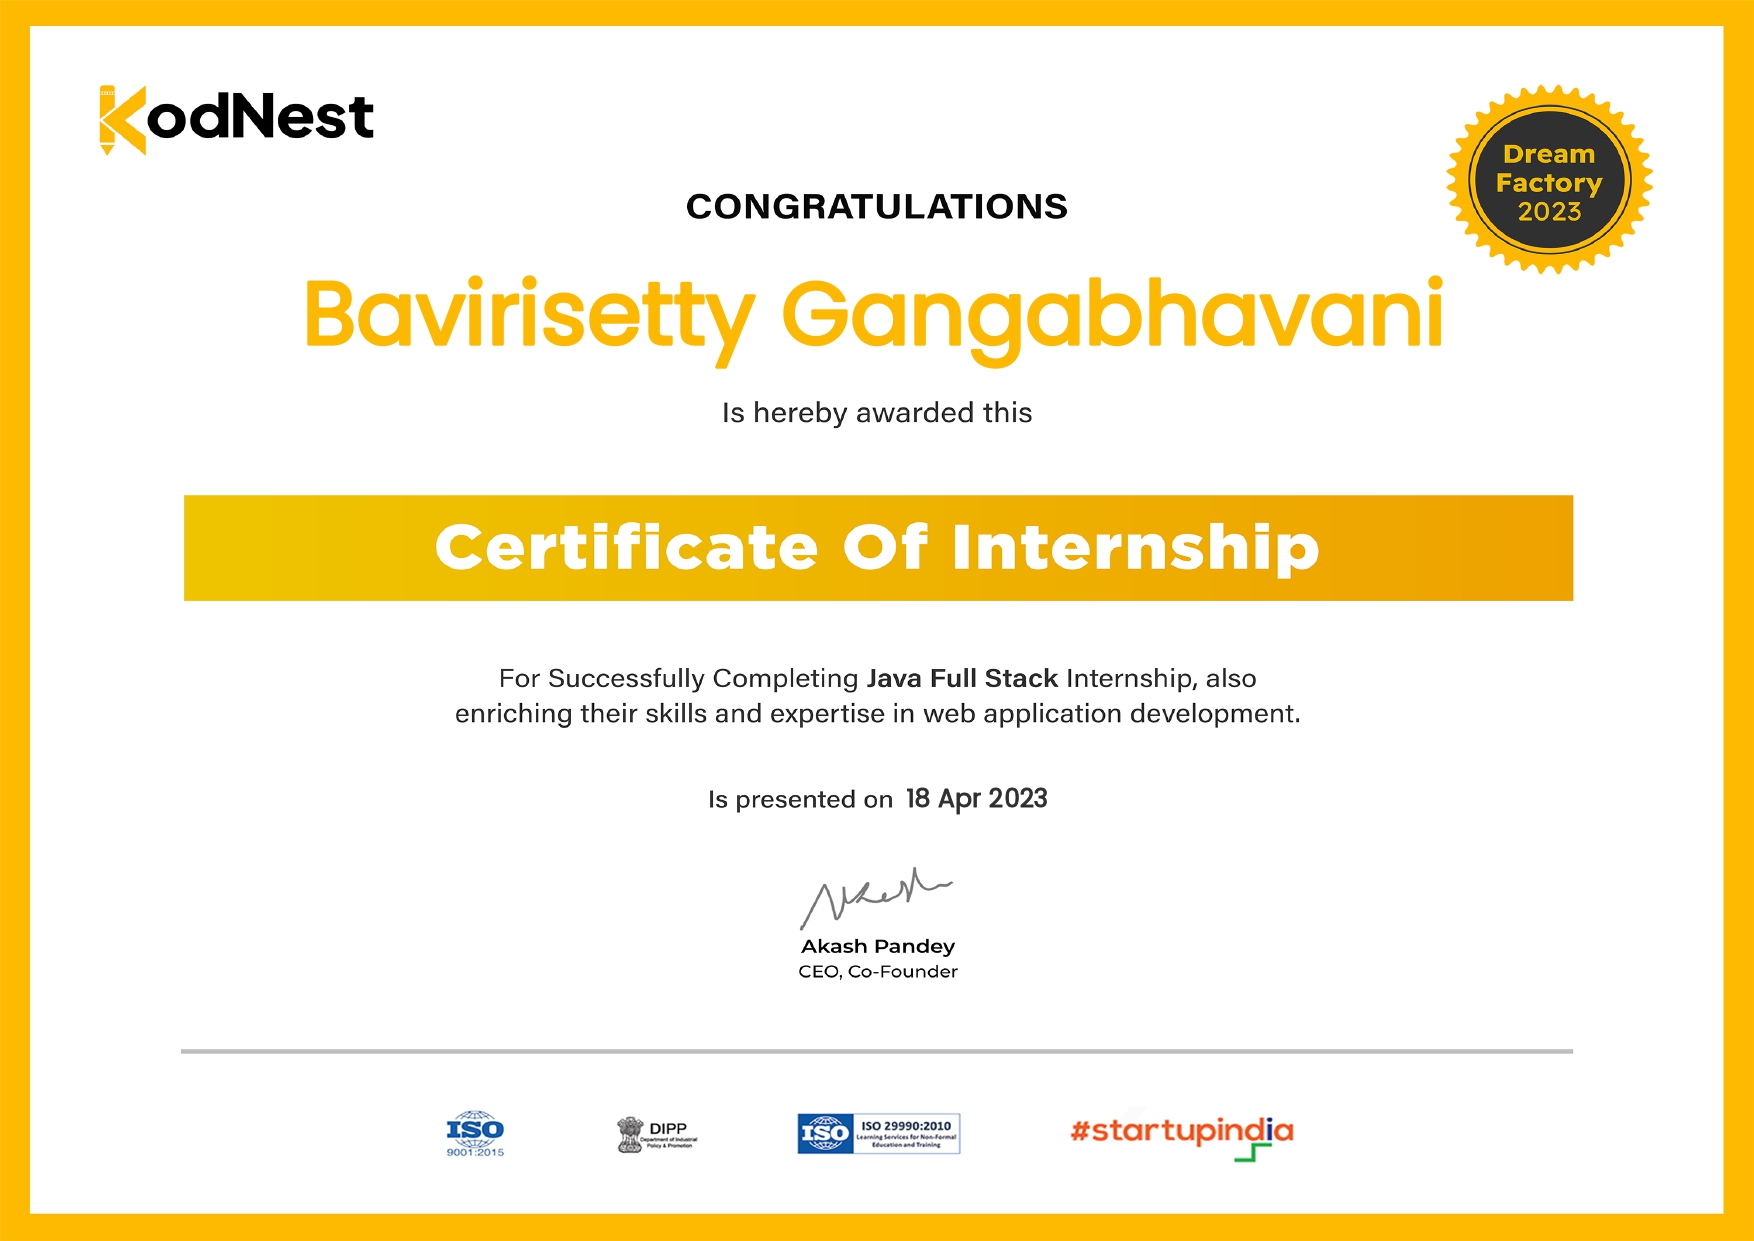 KodNest
Dream
Factory
2023
CONGRATULATIONS
Bavirisetty Gangabhavani
Is hereby awarded this
Certificate Of Internship
For Successfully Completing Java Full Stack Internship, also
enriching their skills and expertise in web application development.
Is presented on 18 Apr 2023
Akash Pandey
CEO, Co-Founder
ISO
9001:2015
DIPP
Department of Industrial
Policy & Promotion
ISO
ISO 29990:2010
Learning Services for Non-Formal
Education and Training
#startupindia